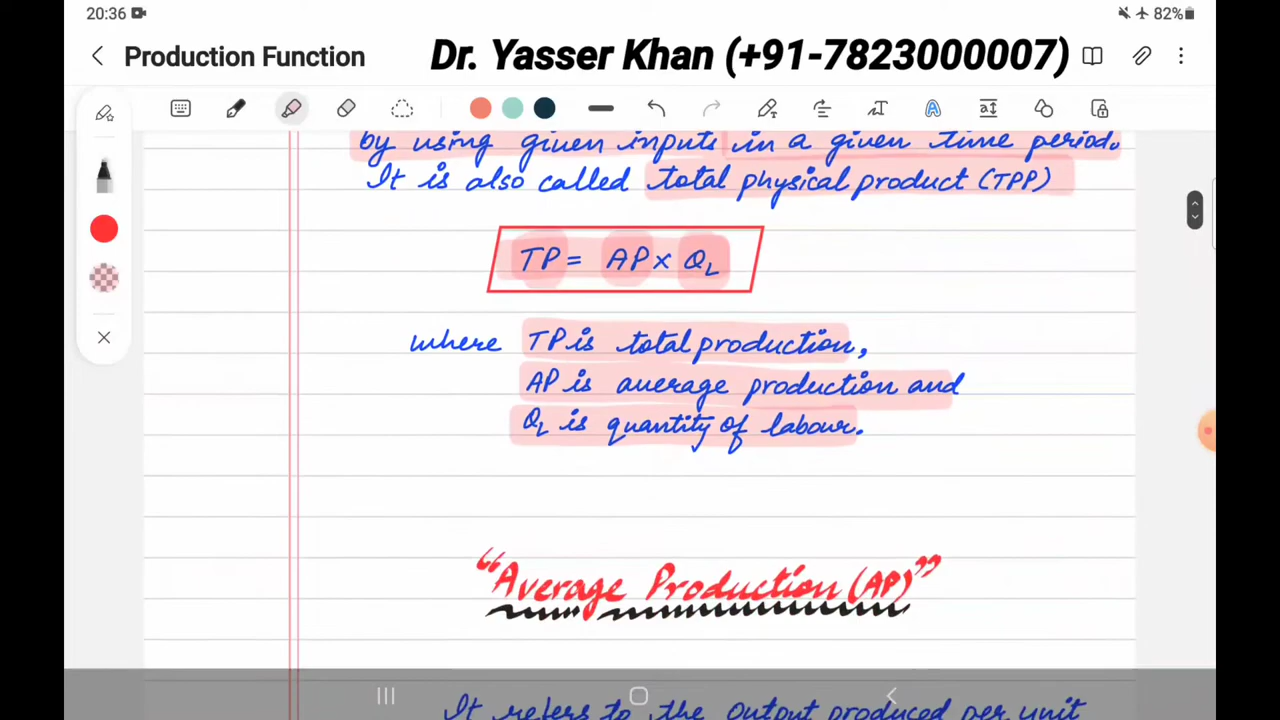 20:36 82%
Production Function
Dr. Yasser Khan (+91-7823000007)
by using given inputs in a given time period.
It is also called total physical product (TPP)
TP = AP x QL
where TP is total production,
AP is average production and
QL is quantity of labour.
"Average Production (AP)"
It refers to the output produced per unit